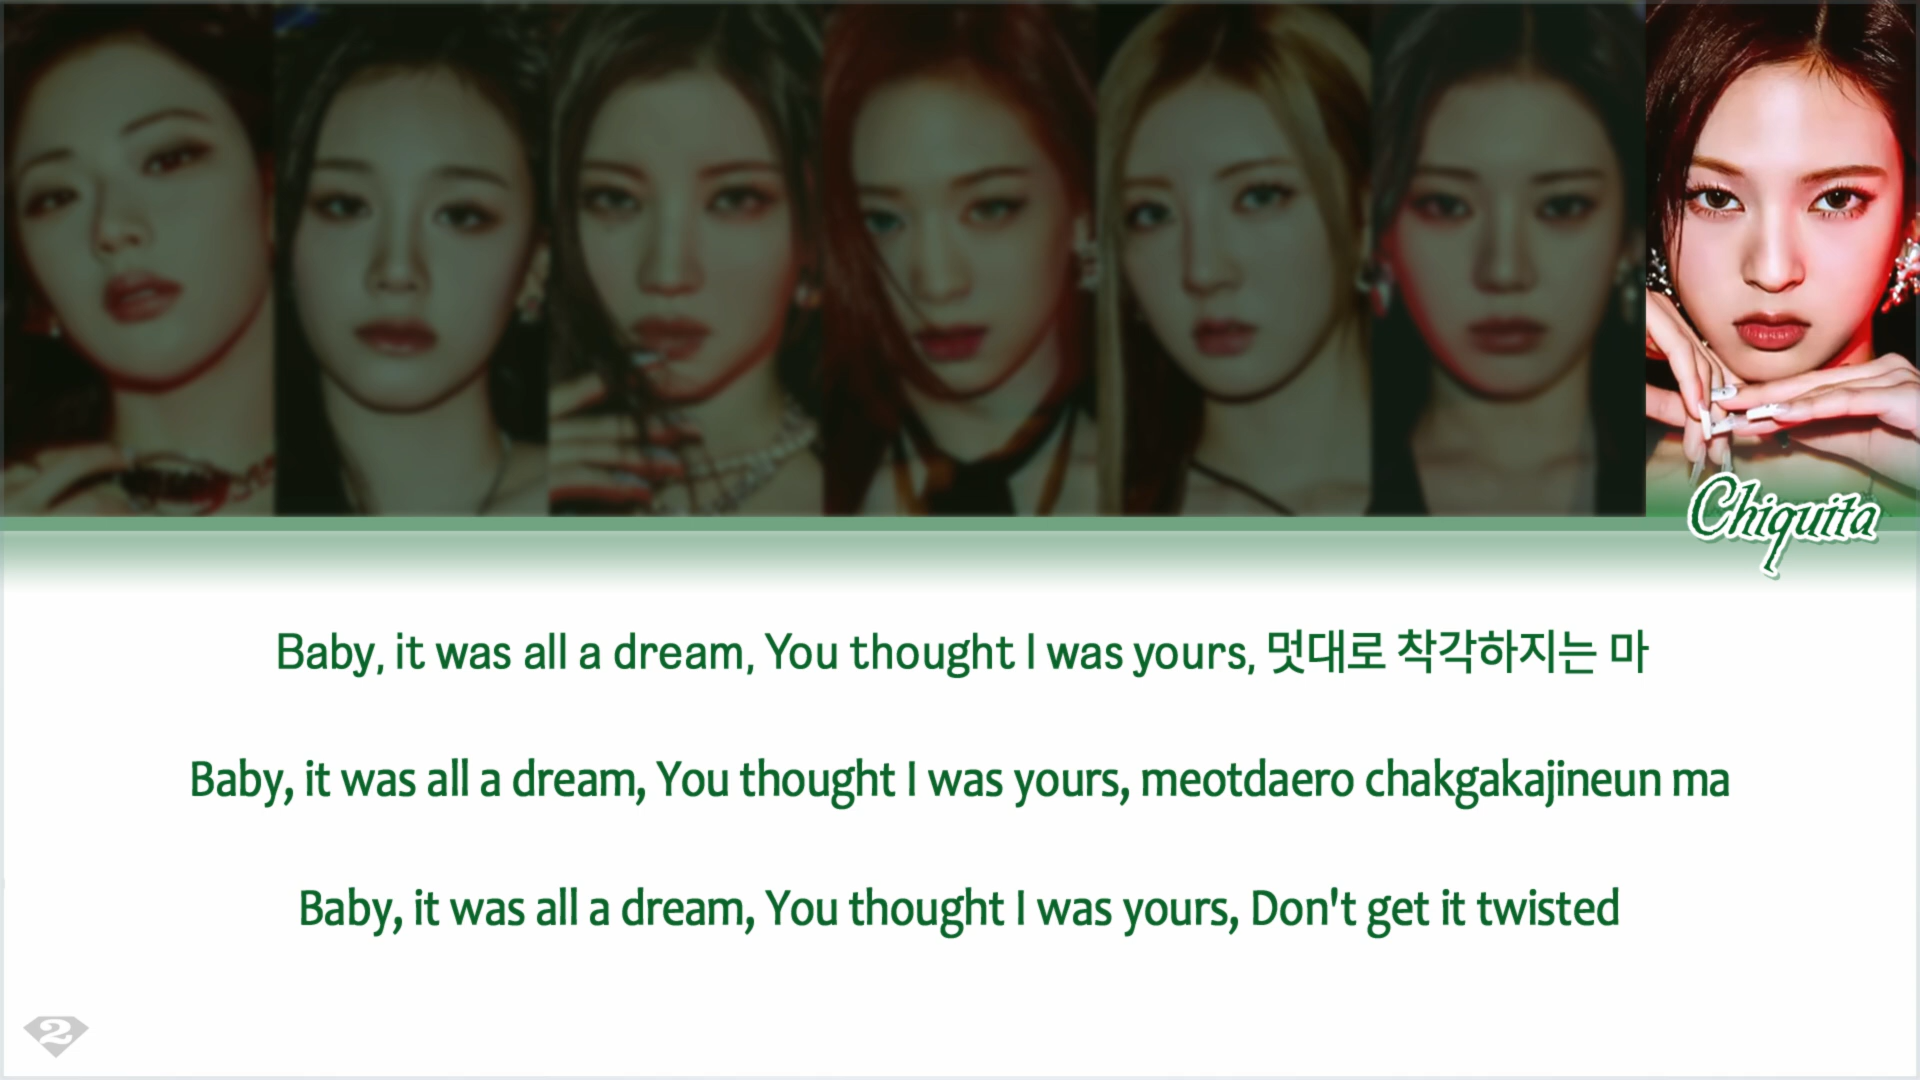 Chiquita
Baby, it was all a dream, You thought I was yours, 멋대로 착각하지는 마
Baby, it was all a dream, You thought I was yours, meotdaero chakgakajineun ma
Baby, it was all a dream, You thought I was yours, Don't get it twisted
2